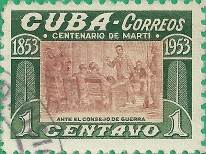 CUBA-CORREOS
1853 CENTENARIO DE MARTI 1953
ANTE EL CONSEJO DE GUERRA
1 CENTAVO 1